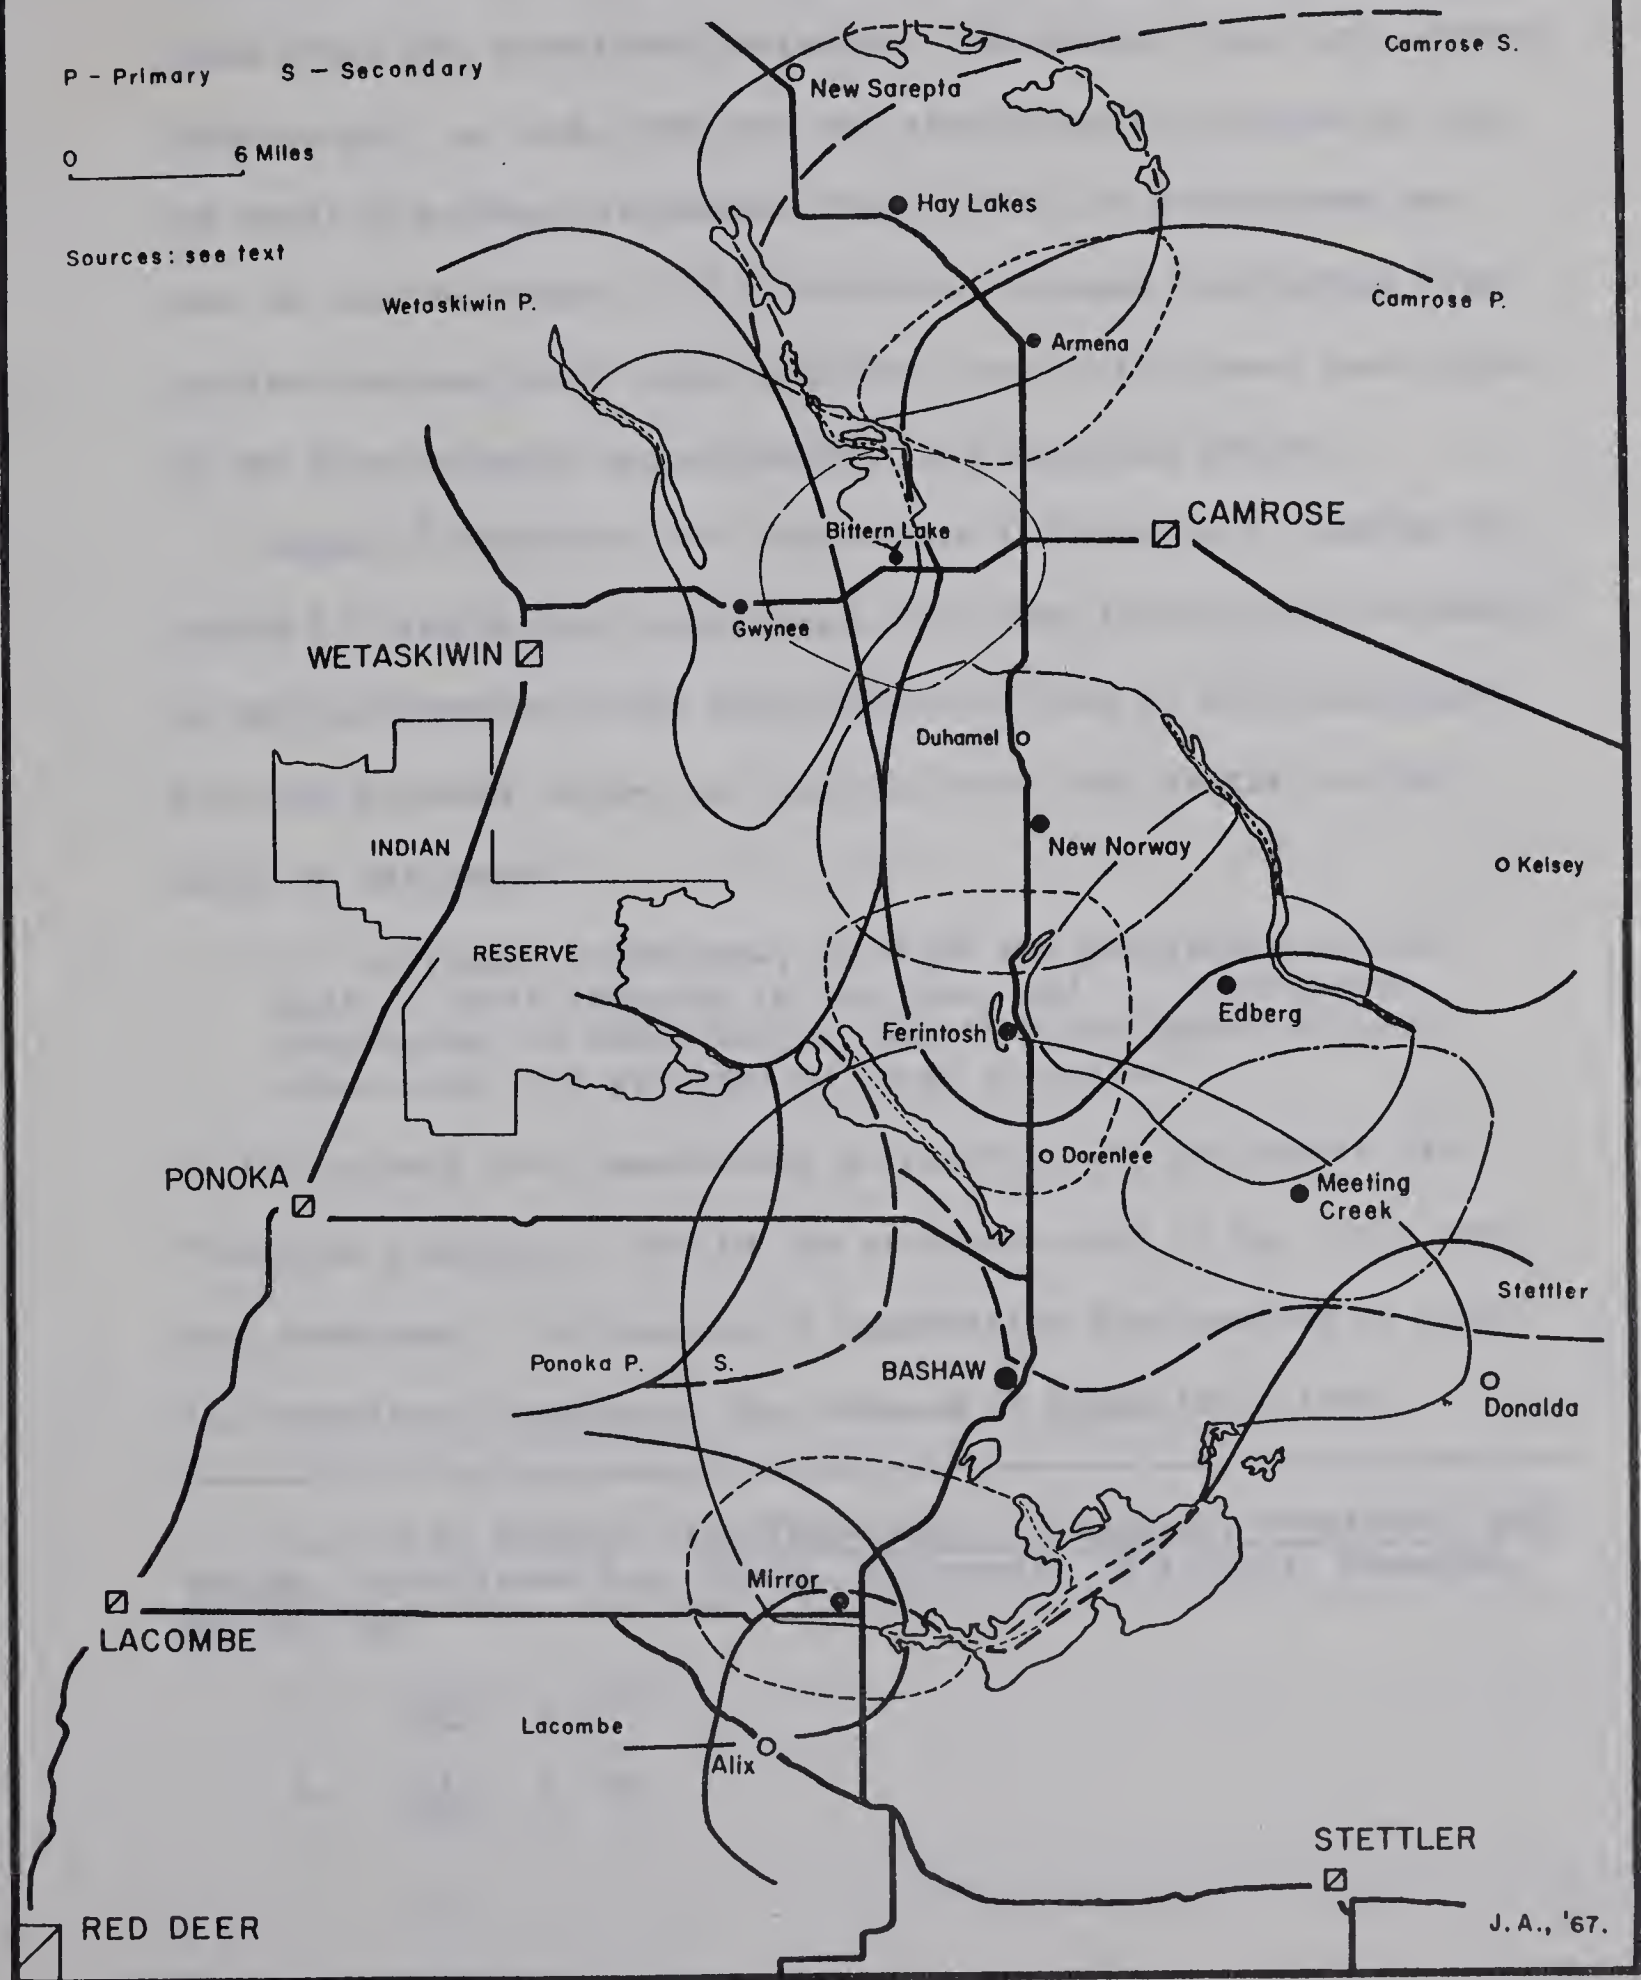 P - Primary S - Secondary
0 6 Miles
Sources: see text
Camrose S.
New Sarepta
Hay Lakes
Wetaskiwin P.
Camrose P.
Armena
CAMROSE
Bittern Lake
Gwynee
WETASKIWIN
Duhamel
INDIAN
New Norway
Kelsey
RESERVE
Edberg
Ferintosh
Dorenlee
PONOKA
Meeting
Creek
Stettler
Ponoka P. S.
BASHAW
Donalda
Mirror
LACOMBE
Lacombe
Alix
STETTLER
RED DEER
J. A., '67.